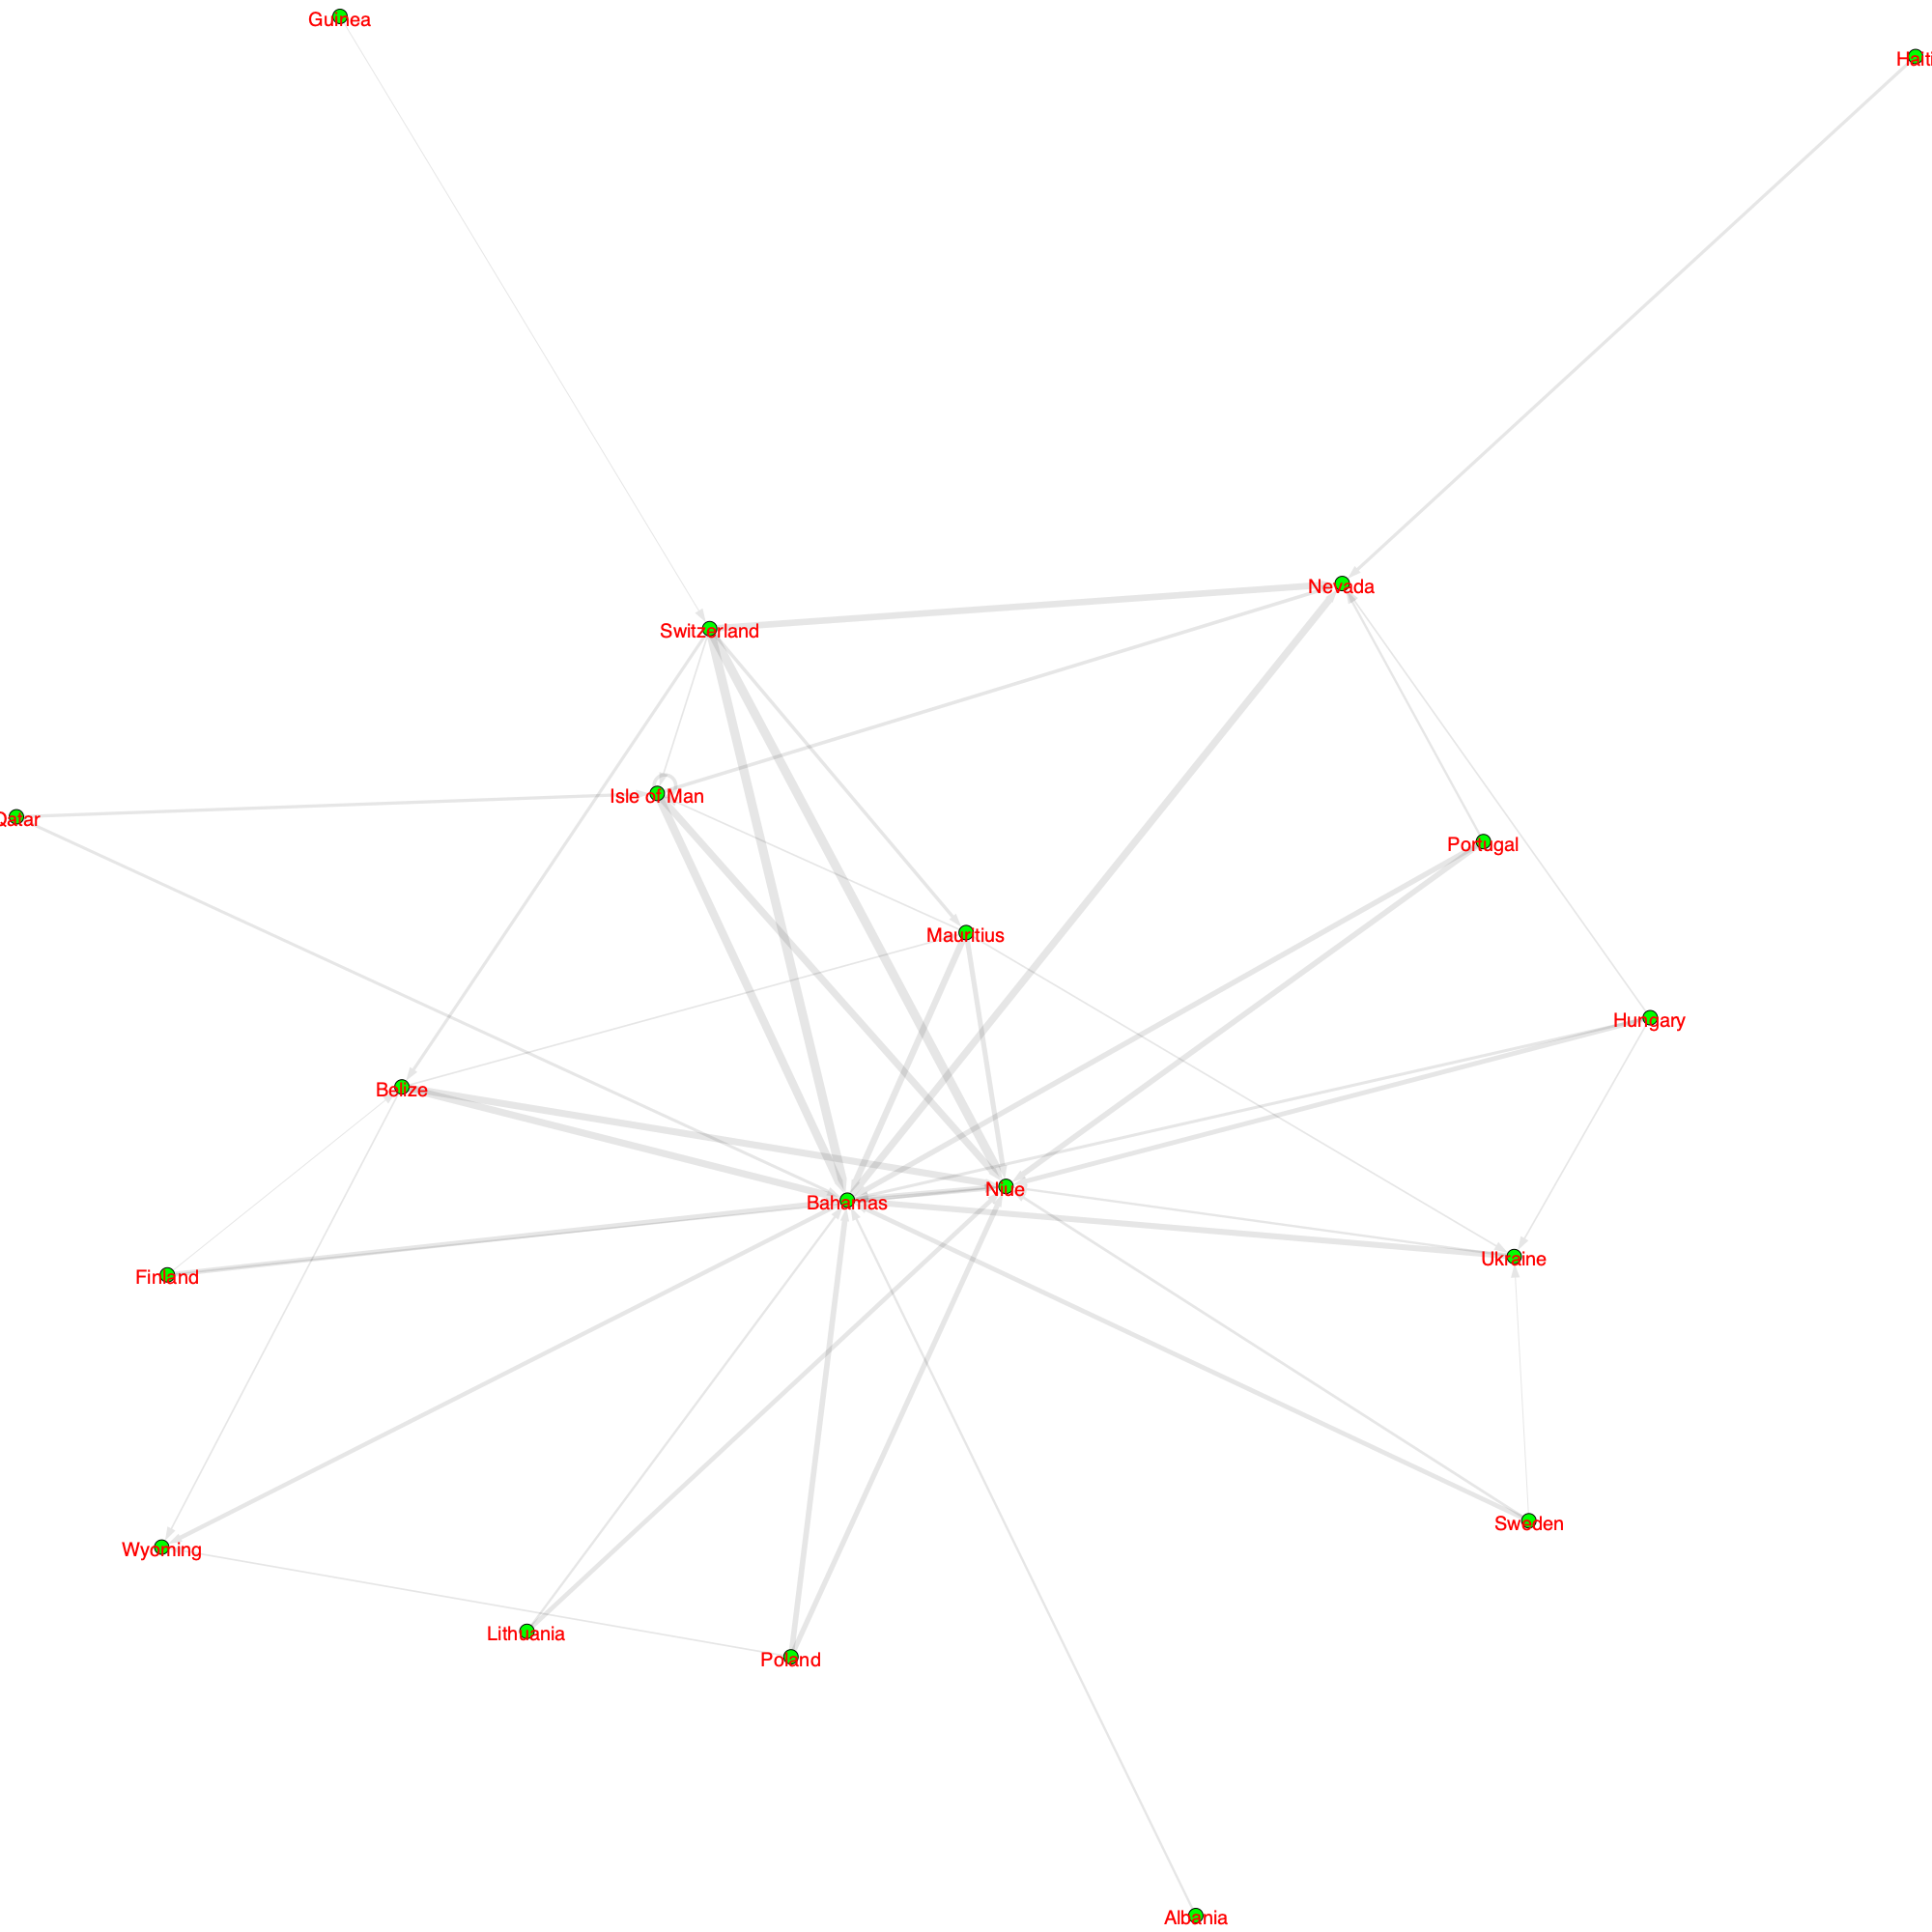 Guinea
Haiti
Nevada
Switzerland
Isle of Man
Qatar
Portugal
Mauritius
Hungary
Belize
Niue
Bahamas
Ukraine
Finland
Sweden
Wyoming
Lithuania
Poland
Albania